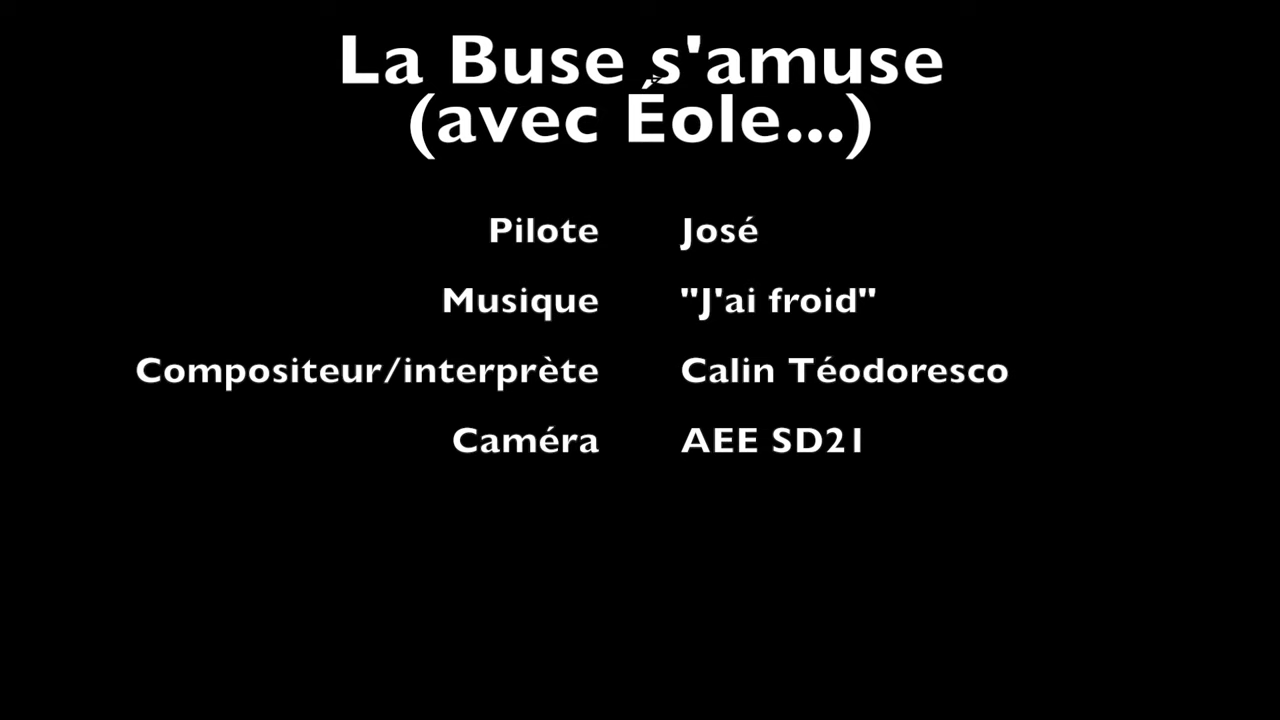 La Buse s'amuse
(avec Éole...)
Pilote José
Musique "J'ai froid"
Compositeur/interprète Calin Téodoresco
Caméra AEE SD21